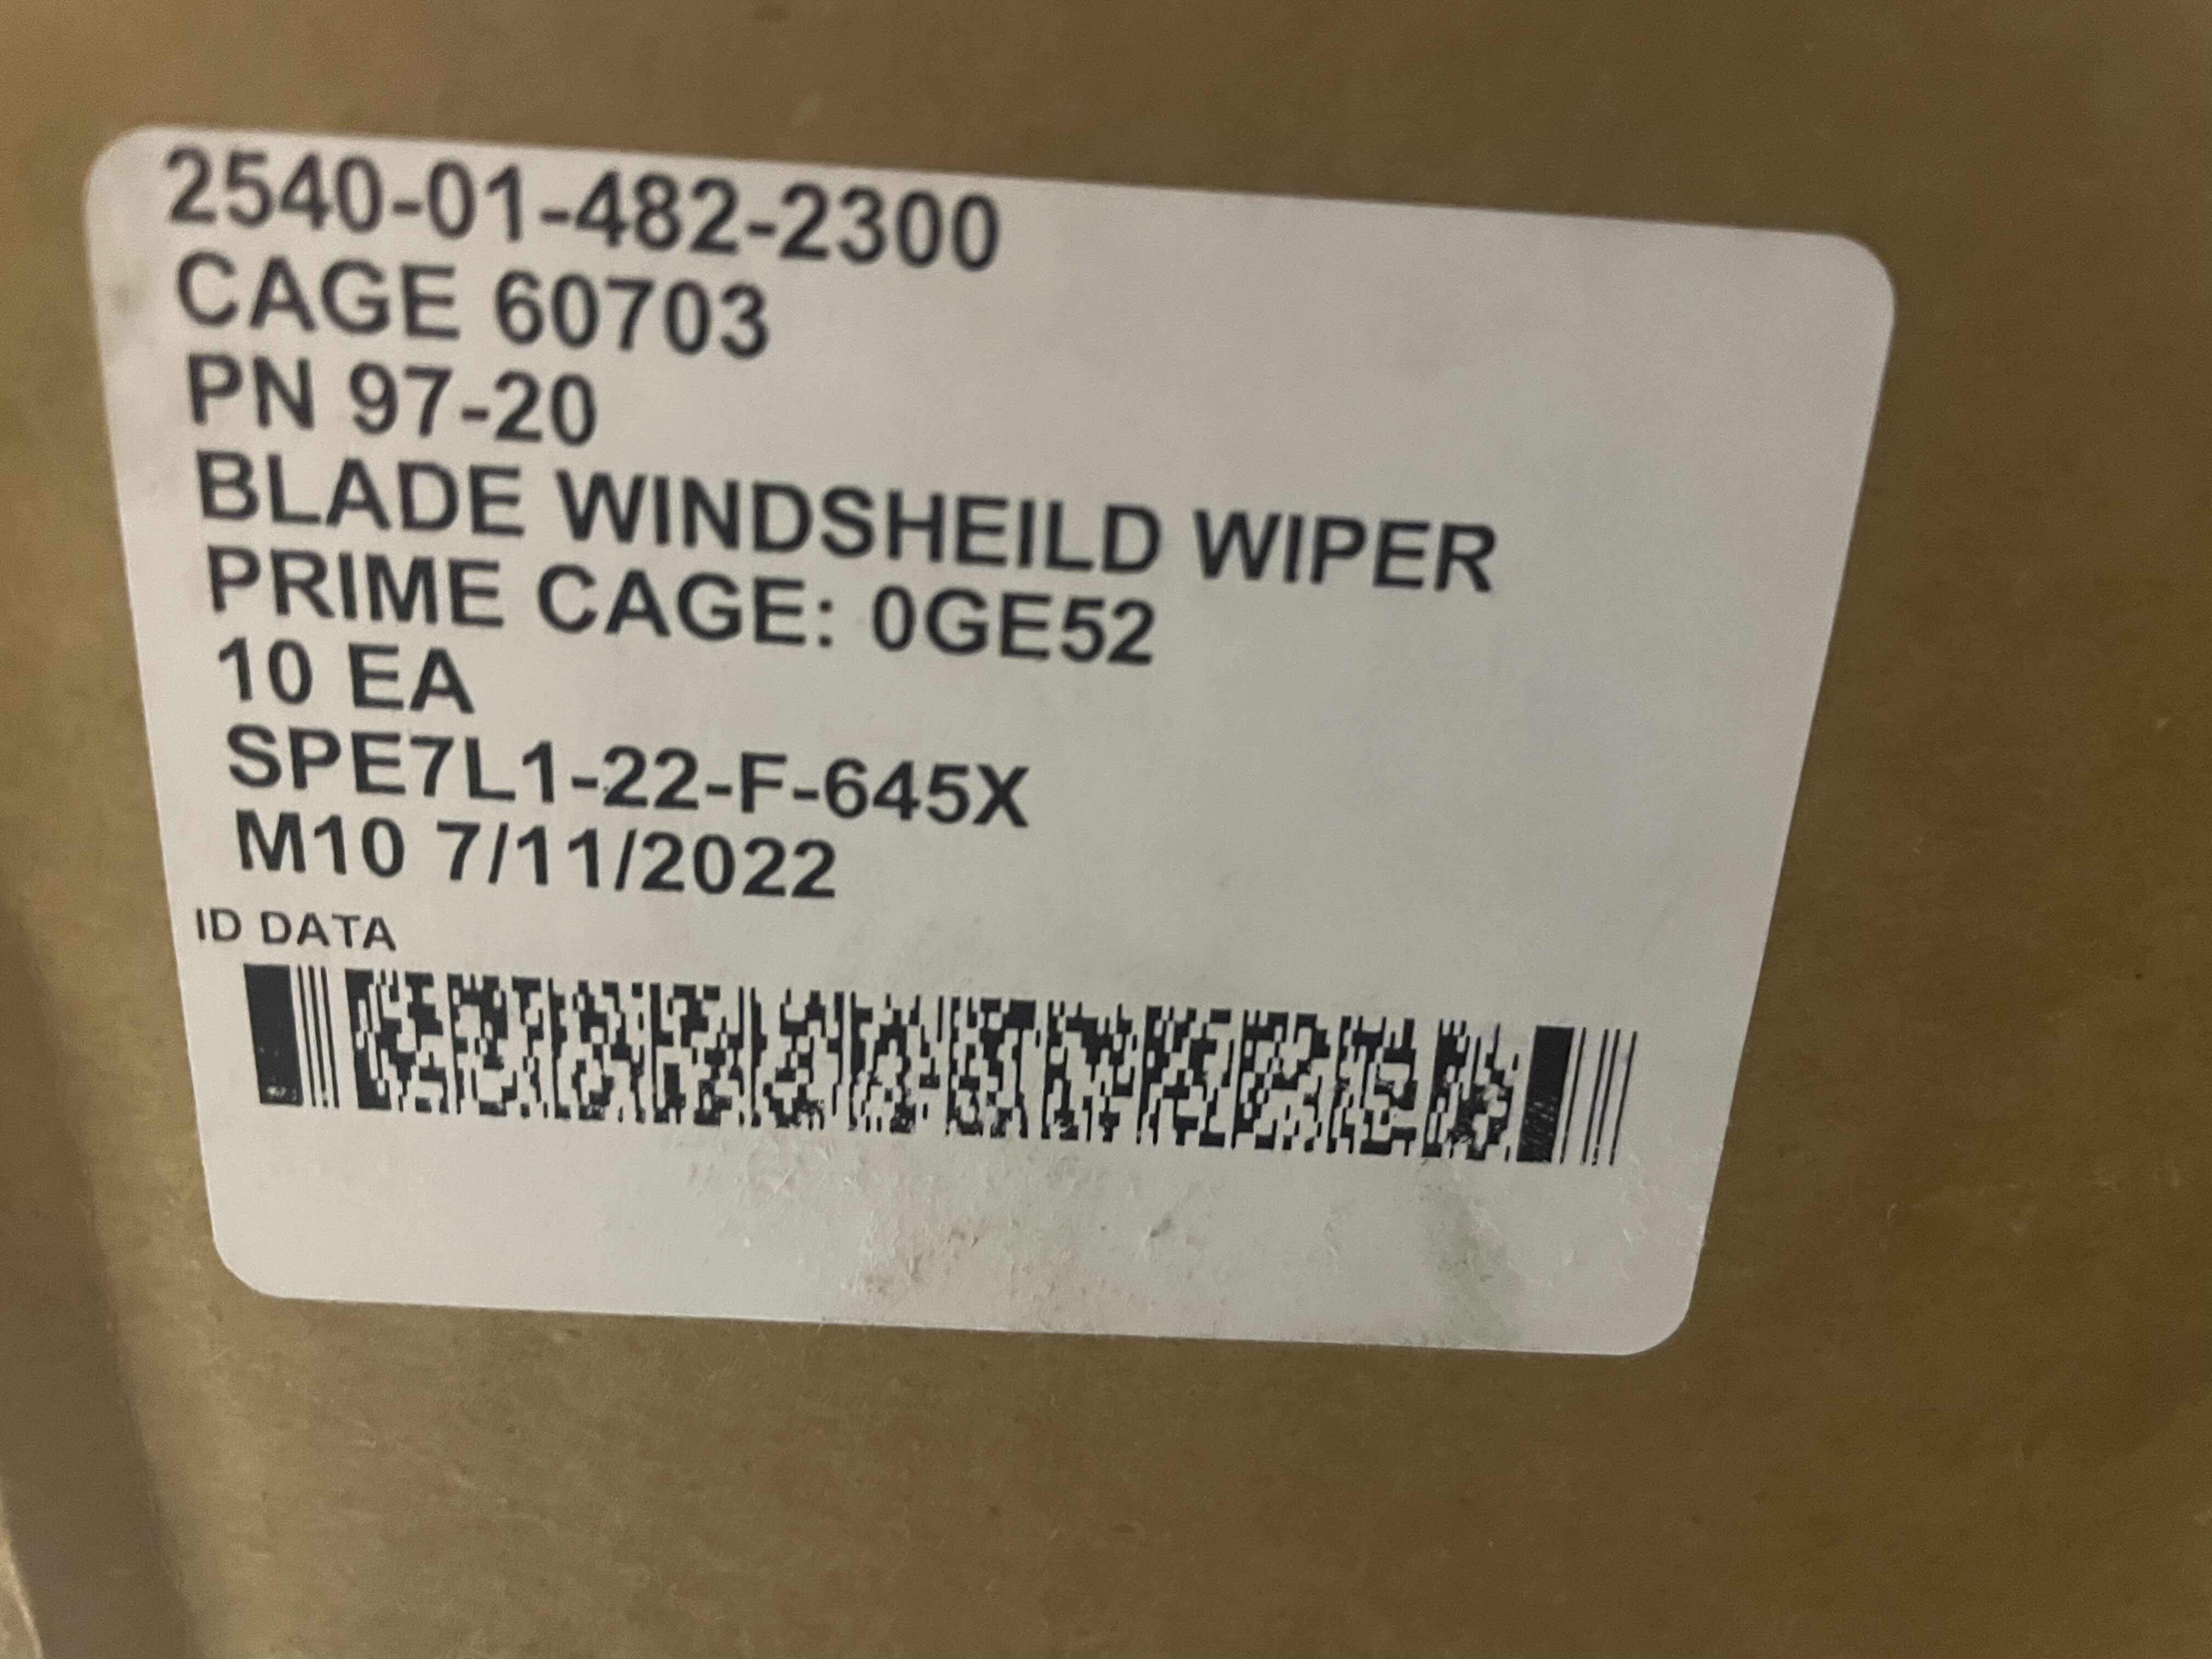 2540-01-482-2300
CAGE 60703
PN 97-20
BLADE WINDSHEILD WIPER
PRIME CAGE: 0GE52
10 EA
SPE7L1-22-F-645X
M10 7/11/2022
ID DATA